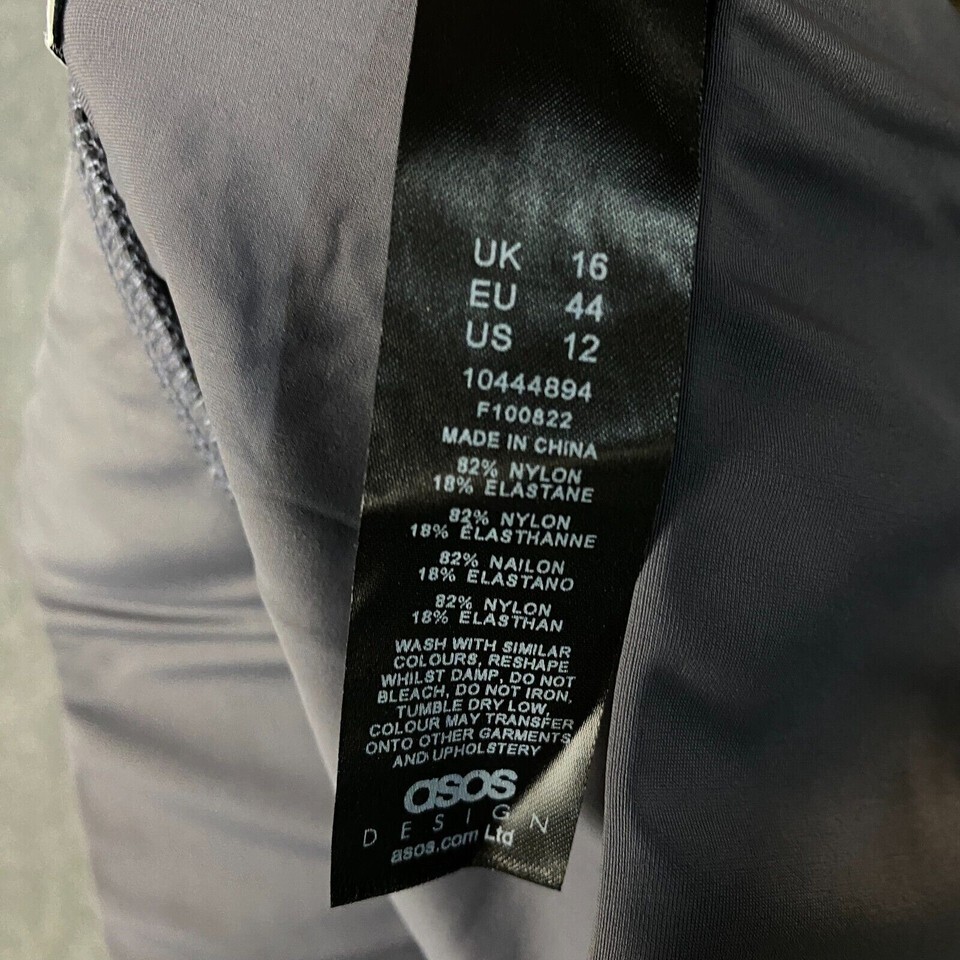 UK 16
EU 44
US 12
10444894
F100822
MADE IN CHINA
82% NYLON
18% ELASTANE
82% NYLON
18% ÉLASTHANNE
82% NAILON
18% ELASTANO
82% NYLON
18% ELASTHAN
WASH WITH SIMILAR
COLOURS, RESHAPE
WHILST DAMP, DO NOT
BLEACH, DO NOT IRON,
TUMBLE DRY LOW,
COLOUR MAY TRANSFER
ONTO OTHER GARMENTS
AND UPHOLSTERY
asos
DESIGN
asos.com Ltd